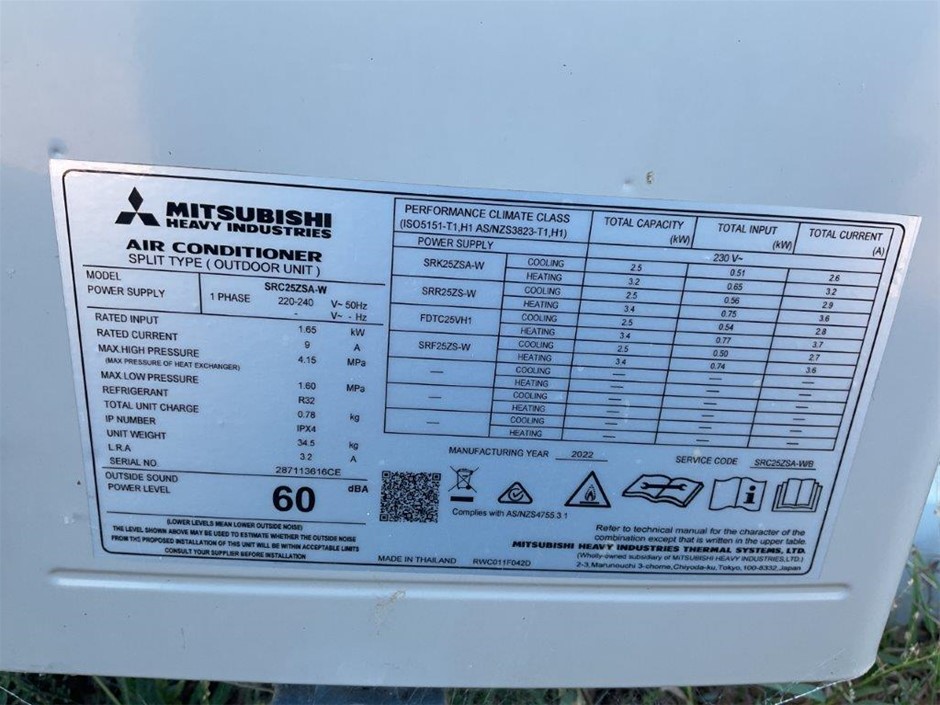 MITSUBISHI
HEAVY INDUSTRIES
AIR CONDITIONER
SPLIT TYPE ( OUTDOOR UNIT )
MODEL SRC25ZSA-W
POWER SUPPLY 1 PHASE 220-240 V~ 50Hz
- V~ - Hz
RATED INPUT 1.65 kW
RATED CURRENT 9 A
MAX.HIGH PRESSURE 4.15 MPa
(MAX PRESSURE OF HEAT EXCHANGER)
MAX.LOW PRESSURE 1.60 MPa
REFRIGERANT R32
TOTAL UNIT CHARGE 0.78 kg
IP NUMBER IPX4
UNIT WEIGHT 34.5 kg
L.R.A 3.2 A
SERIAL NO. 287113616CE
OUTSIDE SOUND
POWER LEVEL 60 dBA
(LOWER LEVELS MEAN LOWER OUTSIDE NOISE)
THE LEVEL SHOWN ABOVE MAY BE USED TO DETERMINE WHETHER NOISE
FROM THS PROPOSED INSTALLATION OF THIS UNIT WILL BE WITHIN ACCEPTABLE LIMITS
CONSULT YOUR SUPPLIER BEFORE INSTALLATION
PERFORMANCE CLIMATE CLASS
(ISO5151-T1,H1 AS/NZS3823-T1,H1)
TOTAL CAPACITY (kW)
TOTAL INPUT (kW)
TOTAL CURRENT (A)
POWER SUPPLY 230 V~
SRK25ZSA-W COOLING 2.5 0.51 2.6
HEATING 3.2 0.65 3.2
SRR25ZS-W COOLING 2.5 0.56 2.9
HEATING 3.4 0.75 3.6
FDTC25VH1 COOLING 2.5 0.54 2.8
HEATING 3.4 0.77 3.7
SRF25ZS-W COOLING 2.5 0.50 2.7
HEATING 3.4 0.74 3.6
— COOLING — — —
HEATING — — —
— COOLING — — —
HEATING — — —
— COOLING — — —
HEATING — — —
MANUFACTURING YEAR 2022
SERVICE CODE SRC25ZSA-WB
Complies with AS/NZS4755.3.1
Refer to technical manual for the character of the
combination except that is written in the upper table.
MITSUBISHI HEAVY INDUSTRIES THERMAL SYSTEMS, LTD.
(Wholly-owned subsidiary of MITSUBISHI HEAVY INDUSTRIES,LTD.)
2-3, Marunouchi 3-chome, Chiyoda-ku, Tokyo, 100-8332, Japan
MADE IN THAILAND RWC011F042D